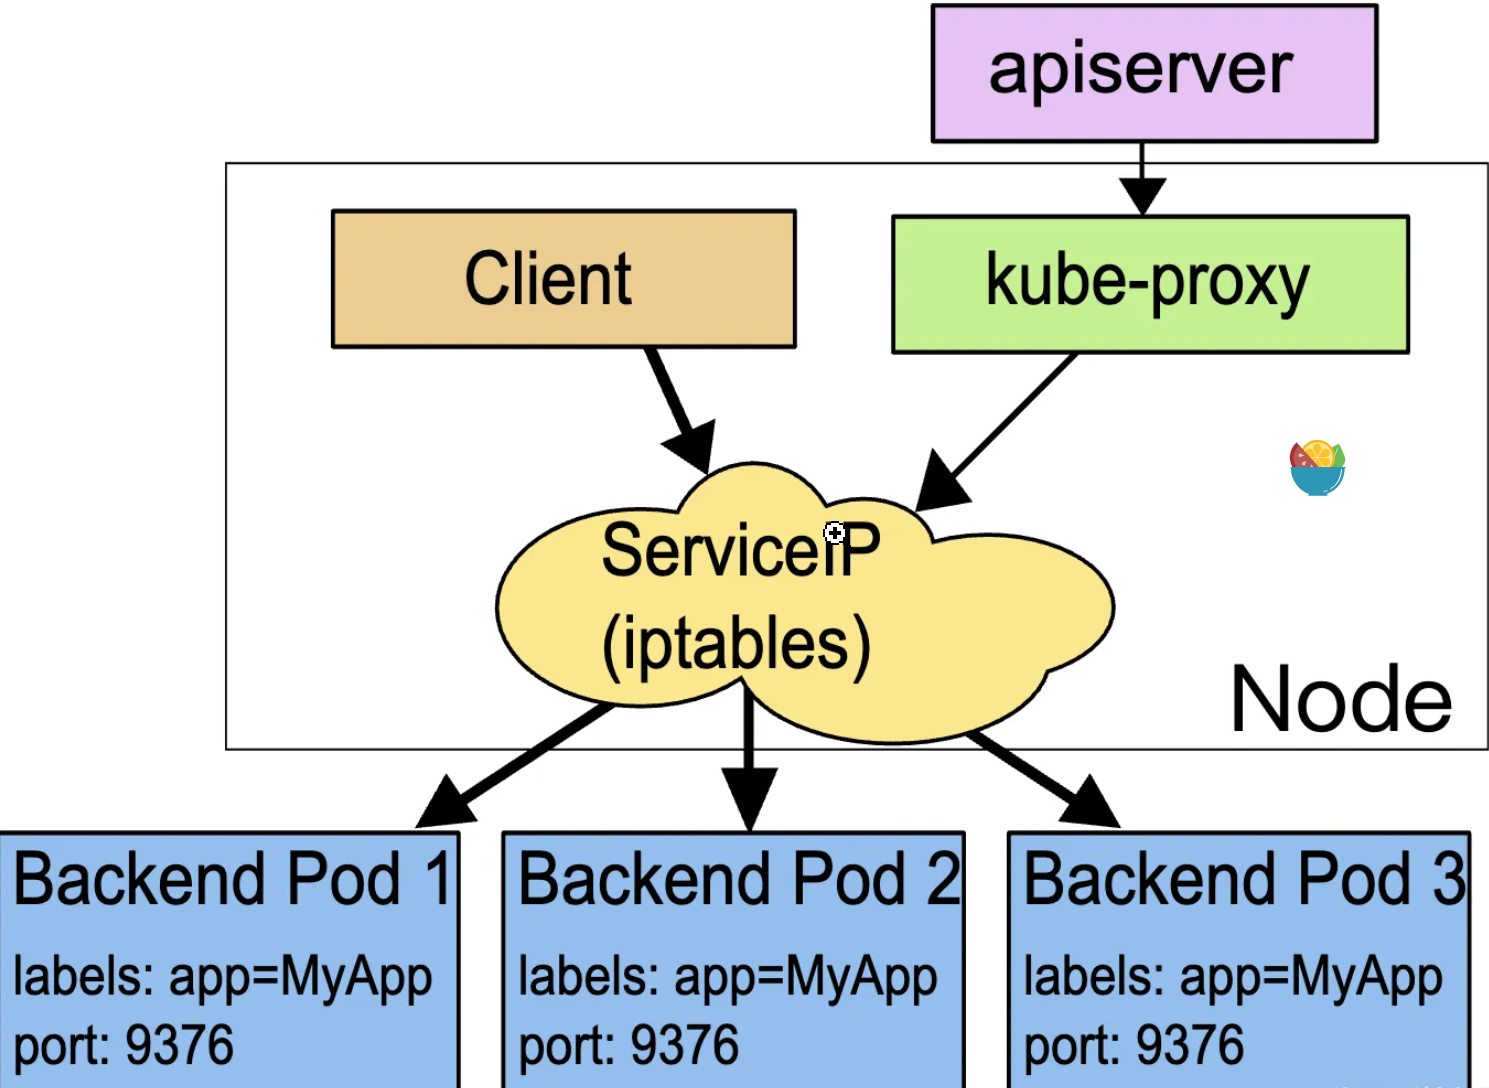 apiserver
Client
kube-proxy
ServiceIP
(iptables)
Node
Backend Pod 1
labels: app=MyApp
port: 9376
Backend Pod 2
labels: app=MyApp
port: 9376
Backend Pod 3
labels: app=MyApp
port: 9376